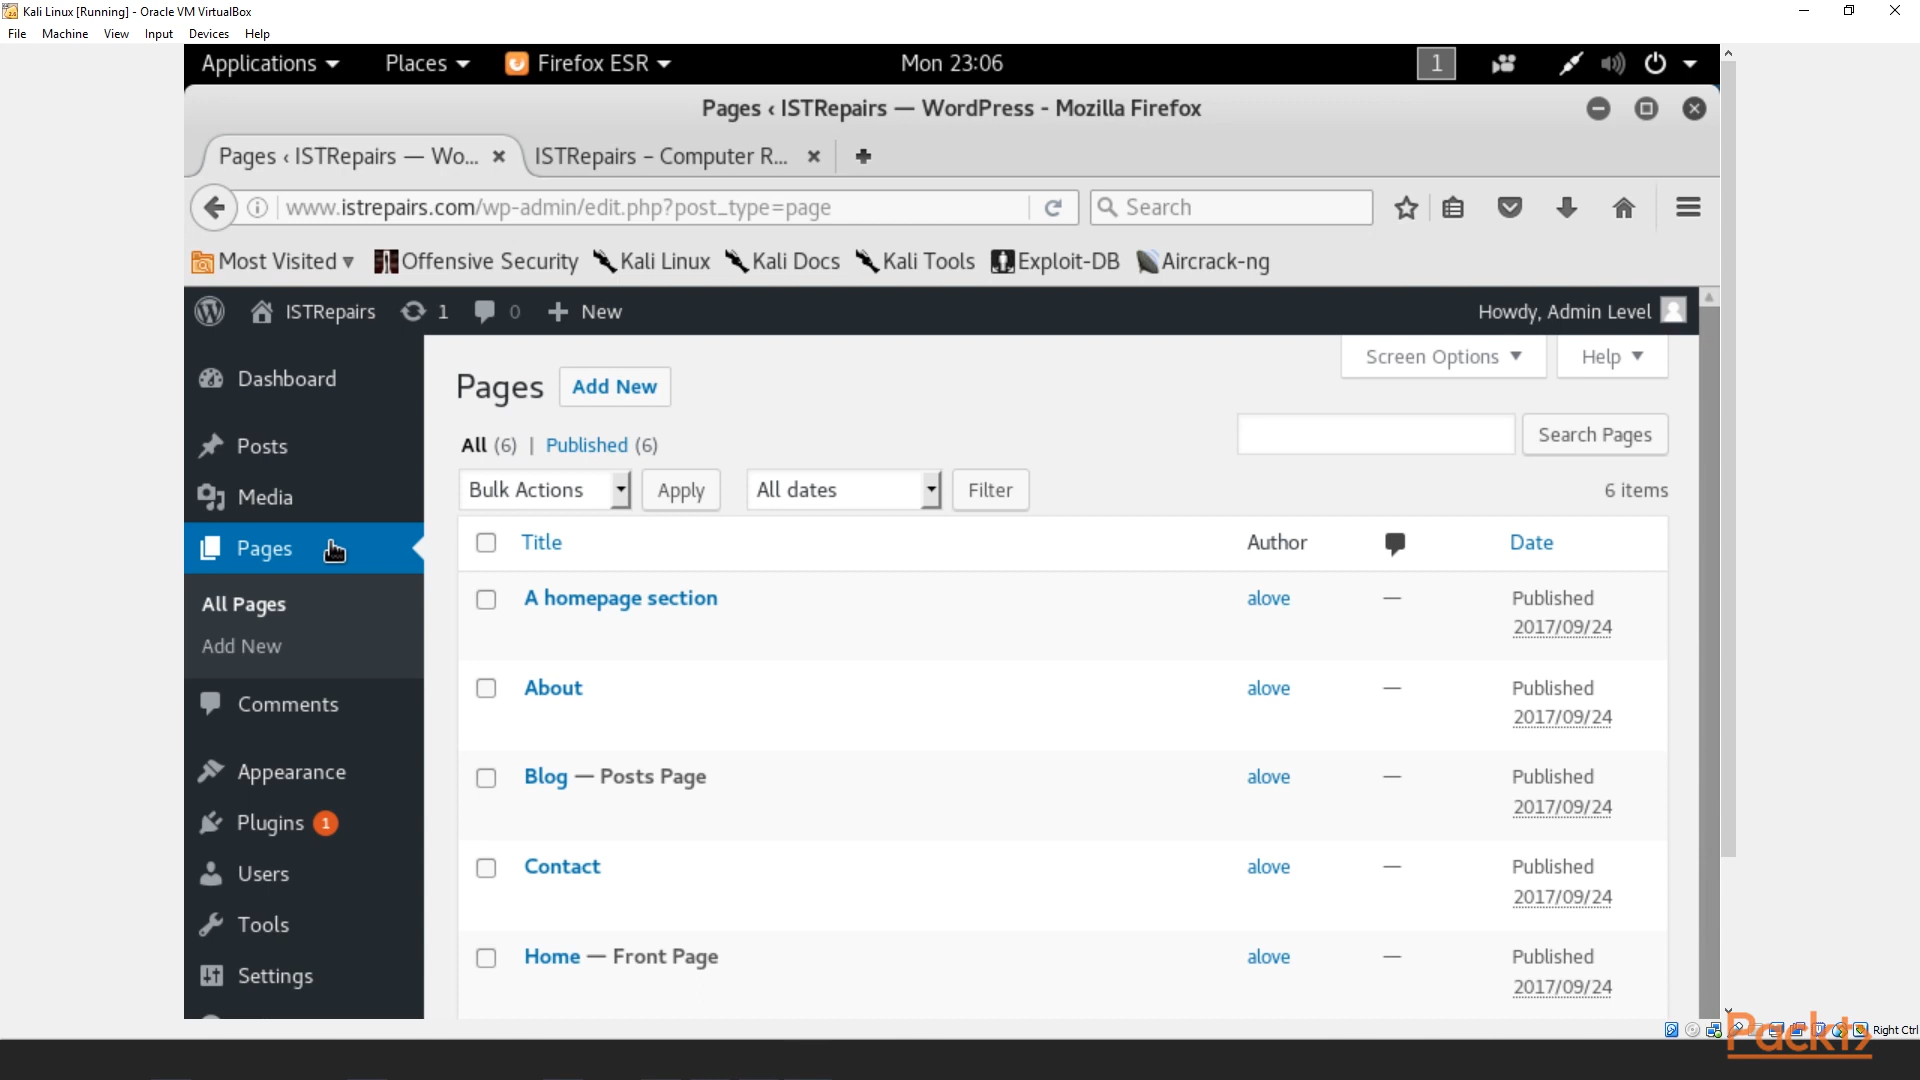 Kali Linux [Running] - Oracle VM VirtualBox
File Machine View Input Devices Help
Applications Places Firefox ESR Mon 23:06 1
Pages ‹ ISTRepairs — WordPress - Mozilla Firefox
Pages ‹ ISTRepairs — Wo... ISTRepairs – Computer R...
www.istrepairs.com/wp-admin/edit.php?post_type=page Search
Most Visited Offensive Security Kali Linux Kali Docs Kali Tools Exploit-DB Aircrack-ng
ISTRepairs 1 0 New Howdy, Admin Level
Screen Options Help
Dashboard
Pages Add New
Posts
All (6) | Published (6) Search Pages
Media
Bulk Actions Apply All dates Filter 6 items
Pages
Title Author Date
All Pages
A homepage section alove — Published
2017/09/24
Add New
About alove — Published
2017/09/24
Comments
Appearance
Blog — Posts Page alove — Published
2017/09/24
Plugins 1
Contact alove — Published
2017/09/24
Users
Tools
Home — Front Page alove — Published
2017/09/24
Settings
Right Ctrl
Packt>